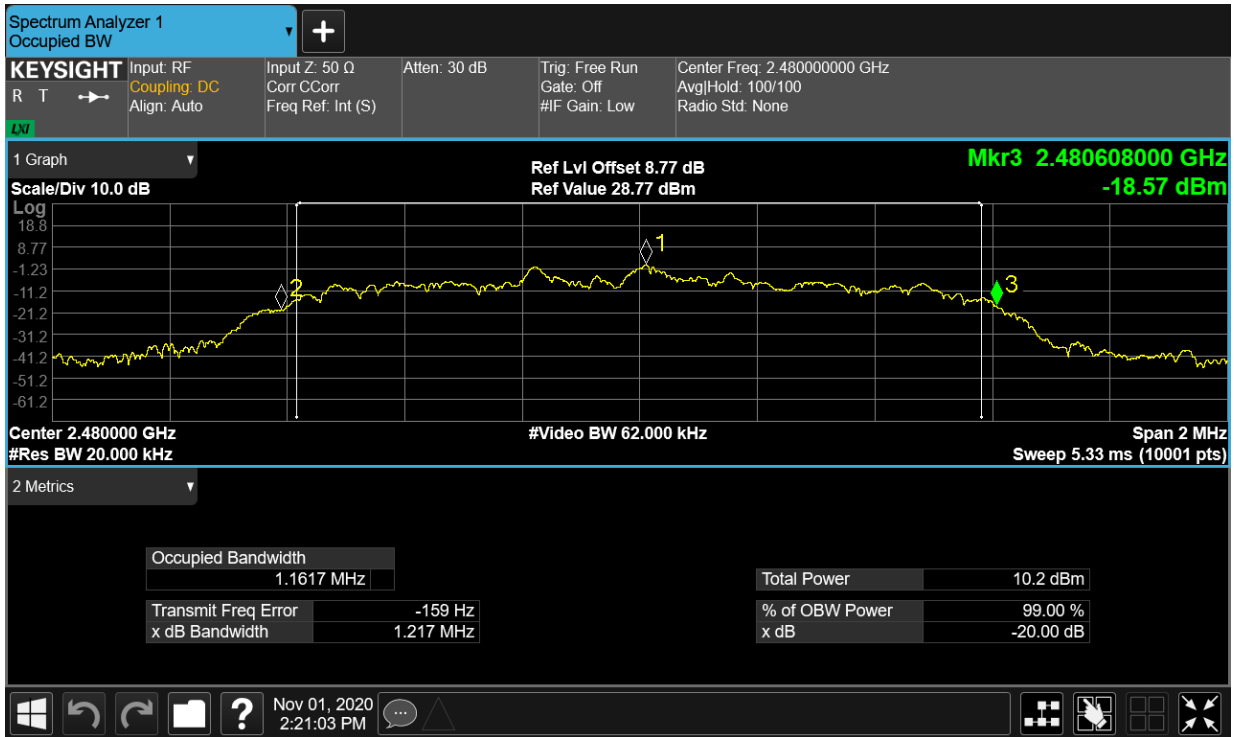 Spectrum Analyzer 1
Occupied BW
KEYSIGHT
R T
LXI
Input: RF
Coupling: DC
Align: Auto
Input Z: 50 Ω
Corr CCorr
Freq Ref: Int (S)
Atten: 30 dB
Trig: Free Run
Gate: Off
#IF Gain: Low
Center Freq: 2.480000000 GHz
Avg|Hold: 100/100
Radio Std: None
1 Graph
Scale/Div 10.0 dB
Ref Lvl Offset 8.77 dB
Ref Value 28.77 dBm
Mkr3 2.480608000 GHz
-18.57 dBm
Log
18.8
8.77
-1.23
-11.2
-21.2
-31.2
-41.2
-51.2
-61.2
1
2
3
Center 2.480000 GHz
#Video BW 62.000 kHz
Span 2 MHz
#Res BW 20.000 kHz
Sweep 5.33 ms (10001 pts)
2 Metrics
Occupied Bandwidth
1.1617 MHz
Total Power 10.2 dBm
Transmit Freq Error -159 Hz
% of OBW Power 99.00 %
x dB Bandwidth 1.217 MHz
x dB -20.00 dB
?
Nov 01, 2020
2:21:03 PM